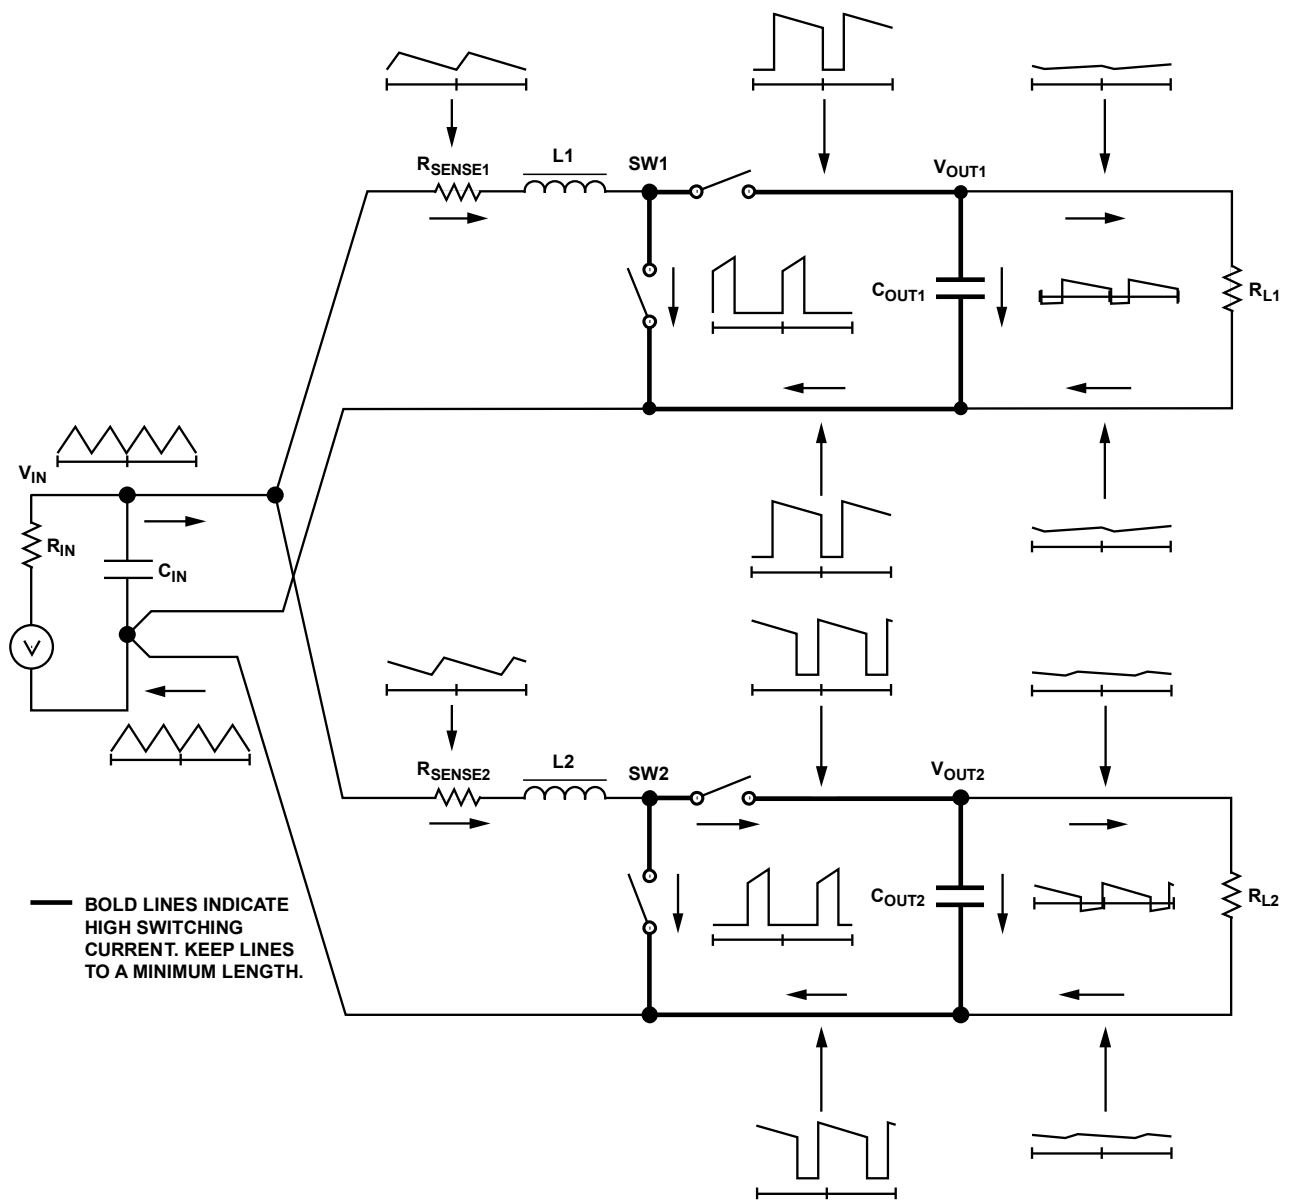 RSENSE1
L1
SW1
VOUT1
COUT1
RL1
VIN
RIN
CIN
V
RSENSE2
L2
SW2
VOUT2
COUT2
RL2
BOLD LINES INDICATE
HIGH SWITCHING
CURRENT. KEEP LINES
TO A MINIMUM LENGTH.